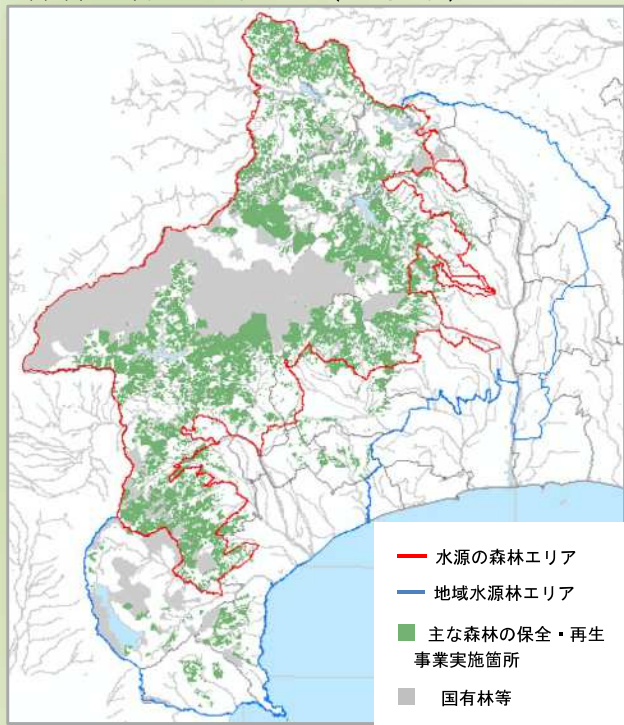 水源の森林エリア
地域水源林エリア
主な森林の保全・再生
事業実施箇所
国有林等